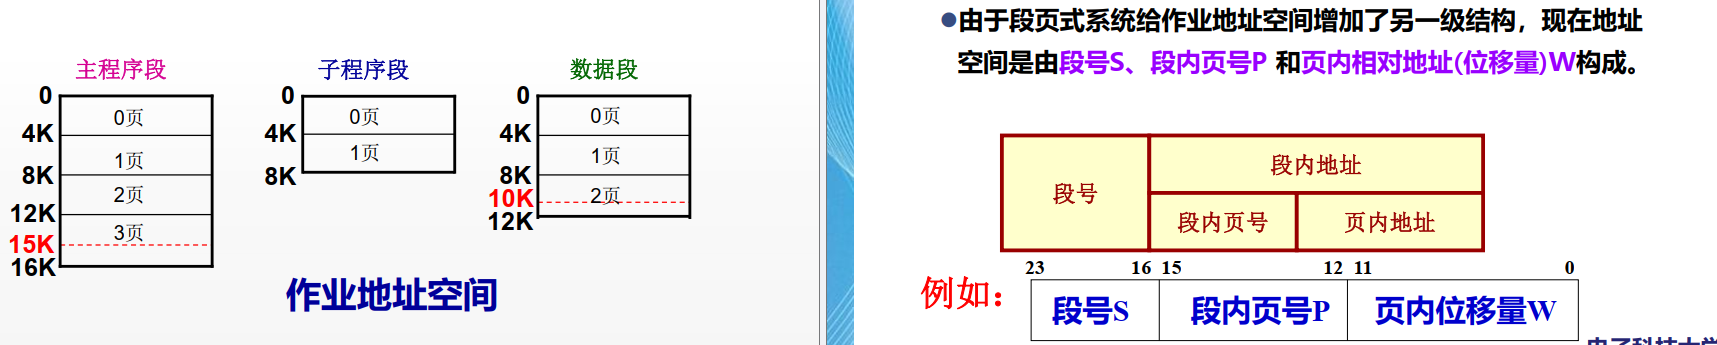 主程序段
0
0页
4K
1页
8K
2页
12K
3页
15K
16K
子程序段
0
0页
4K
1页
8K
数据段
0
0页
4K
1页
8K
10K
2页
12K
作业地址空间
●由于段页式系统给作业地址空间增加了另一级结构，现在地址
空间是由段号S、段内页号P 和页内相对地址(位移量)W构成。
段号
段内地址
段内页号
页内地址
例如：
23 16 15 12 11 0
段号S 段内页号P 页内位移量W
电子科技大学